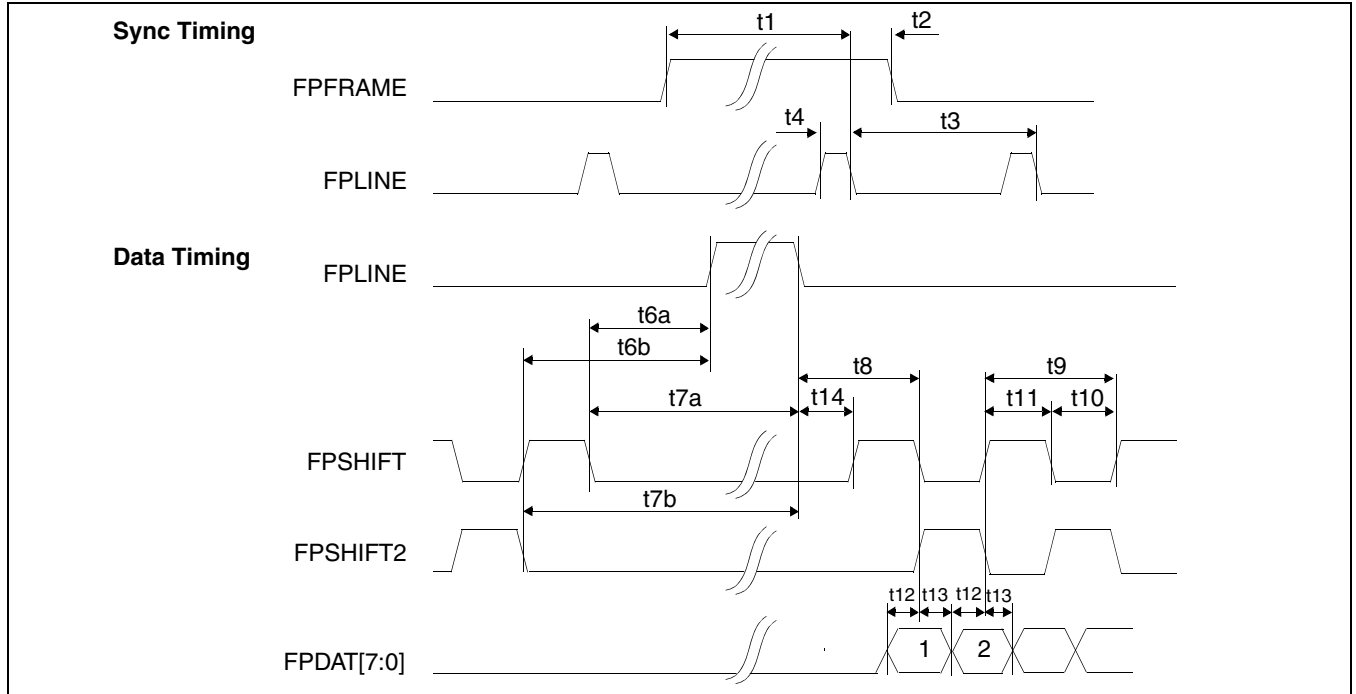 Sync Timing
t1
t2
FPFRAME
t4
t3
FPLINE
Data Timing
FPLINE
t6a
t6b
t8
t9
t7a
t14
t11
t10
FPSHIFT
t7b
FPSHIFT2
t12 t13 t12 t13
1 2
FPDAT[7:0]